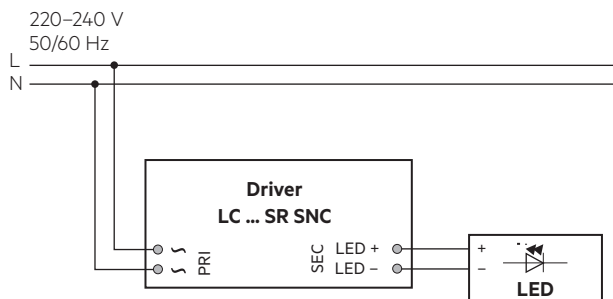 220–240 V
50/60 Hz
L
N
Driver
LC ... SR SNC
~ PRI SEC LED +
~ LED –
+
–
LED